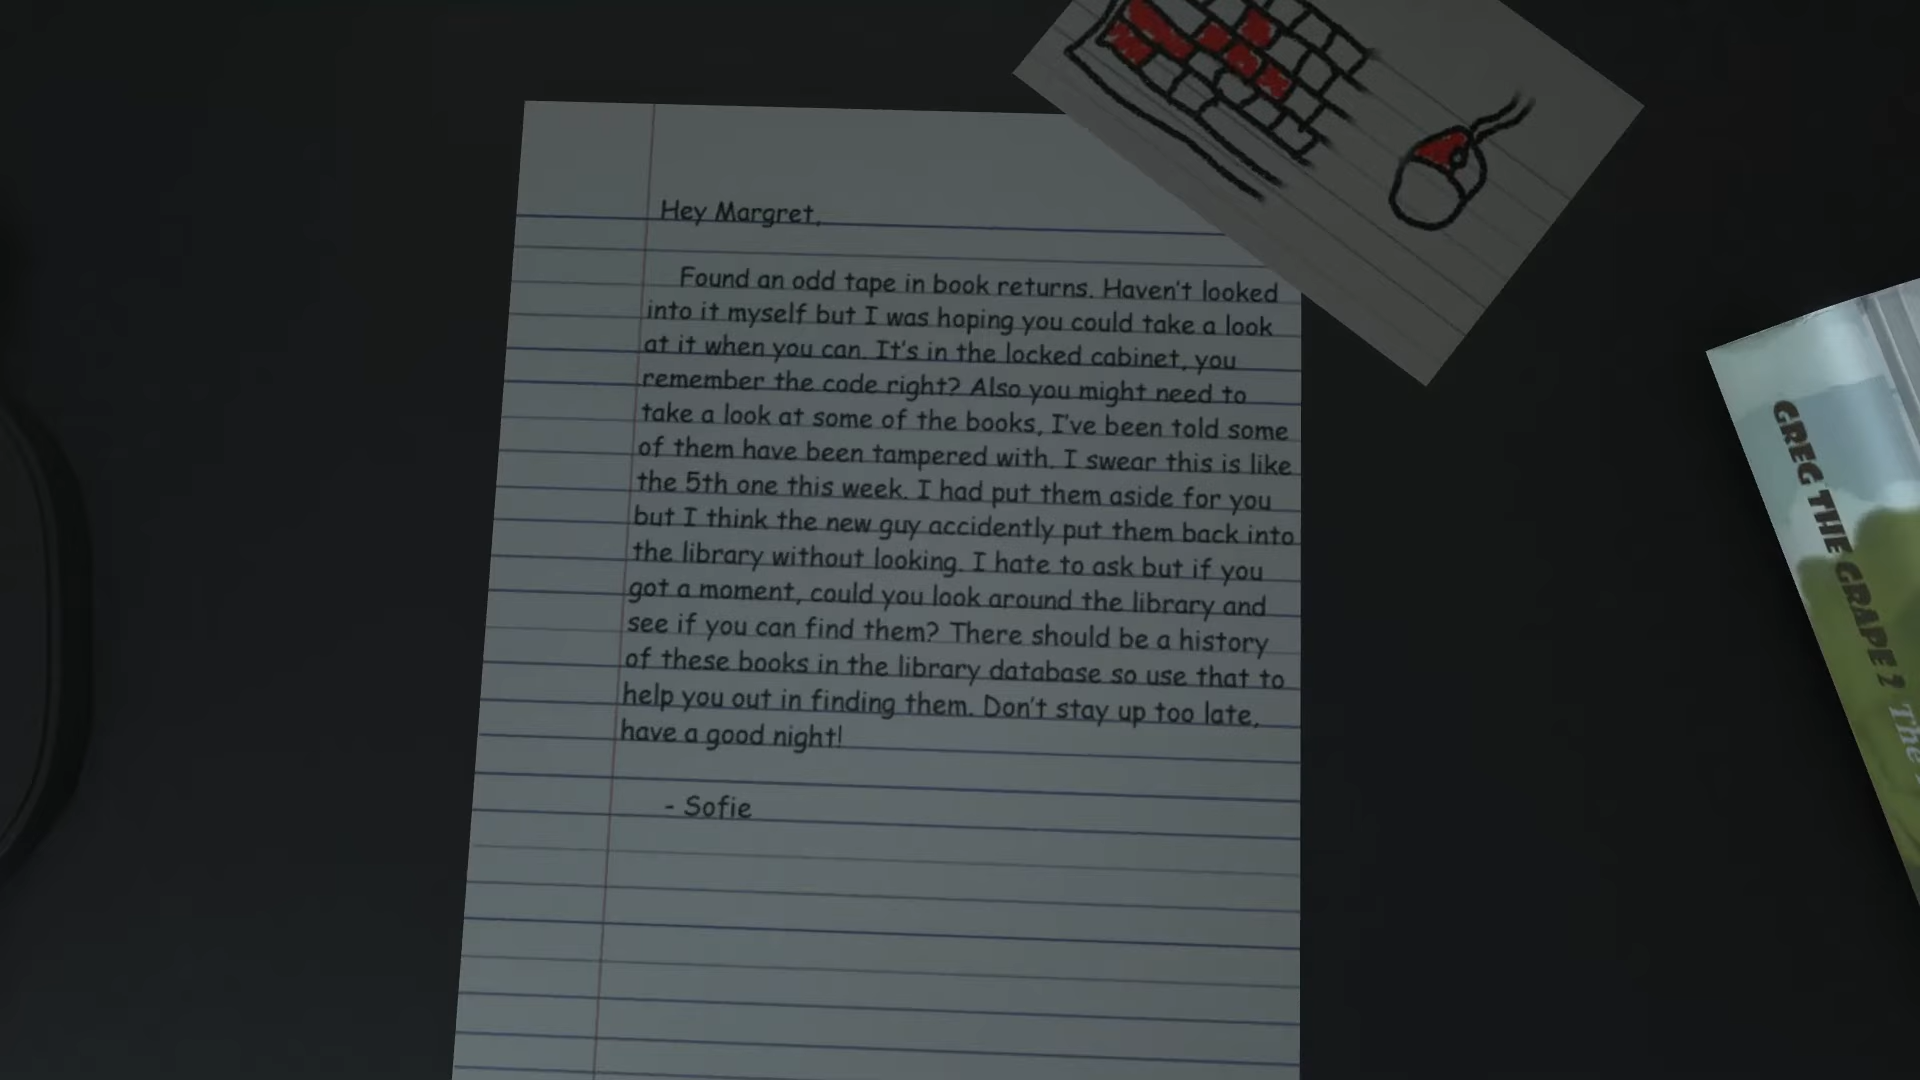 Hey Margret,
Found an odd tape in book returns. Haven't looked
into it myself but I was hoping you could take a look
at it when you can. It's in the locked cabinet, you
remember the code right? Also you might need to
take a look at some of the books, I've been told some
of them have been tampered with. I swear this is like
the 5th one this week. I had put them aside for you
but I think the new guy accidently put them back into
the library without looking. I hate to ask but if you
got a moment, could you look around the library and
see if you can find them? There should be a history
of these books in the library database so use that to
help you out in finding them. Don't stay up too late,
have a good night!
- Sofie
GREG THE GRAPE 2 The